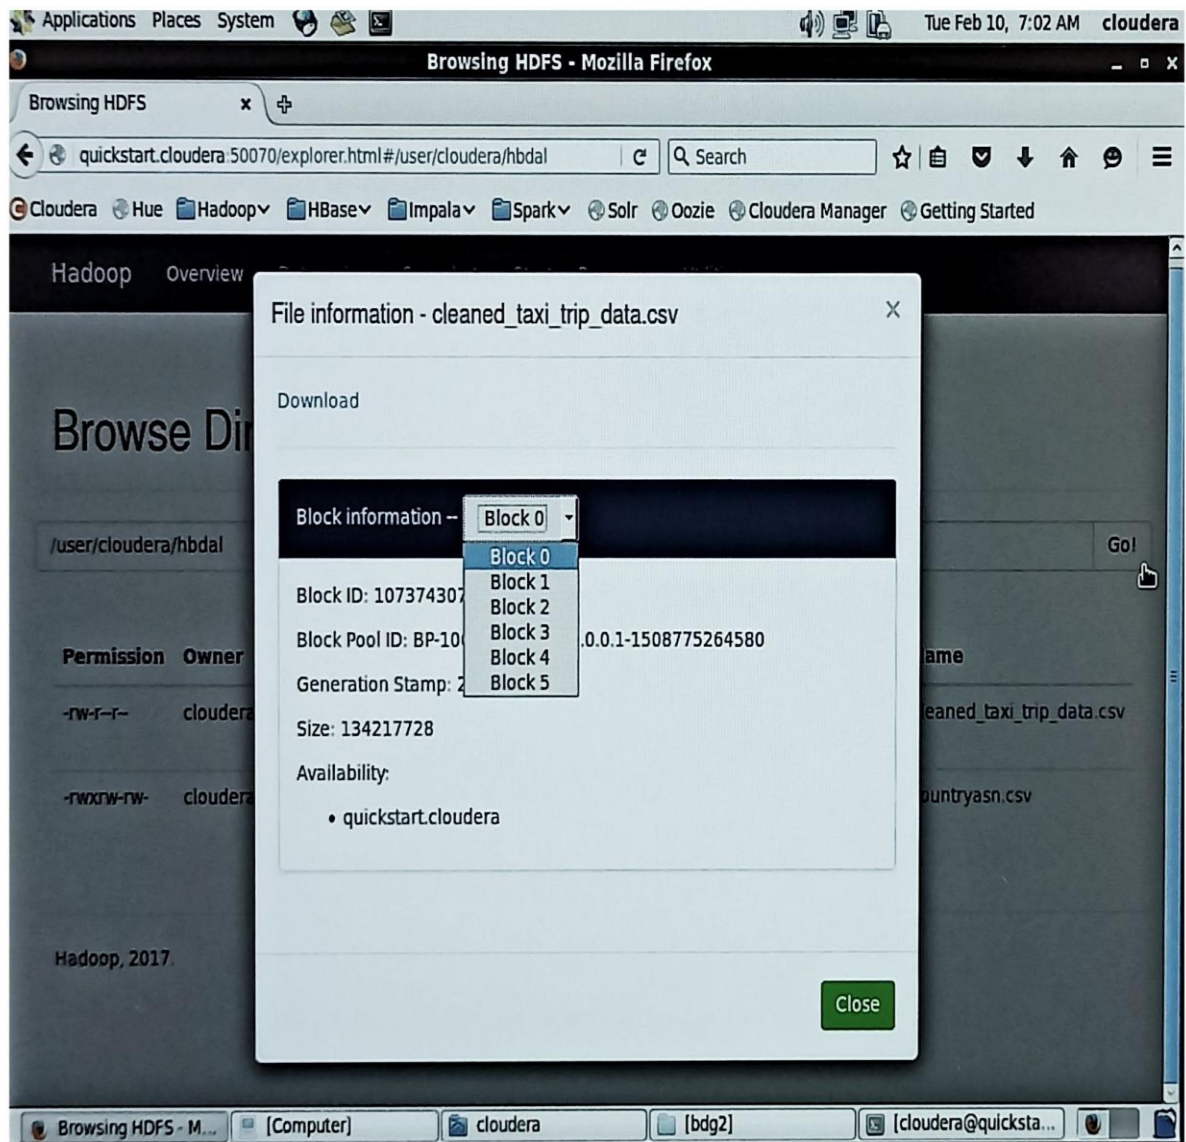 Applications Places System
Tue Feb 10, 7:02 AM cloudera
Browsing HDFS - Mozilla Firefox
Browsing HDFS
quickstart.cloudera:50070/explorer.html#/user/cloudera/hbdal
Search
Cloudera Hue Hadoop HBase Impala Spark Solr Oozie Cloudera Manager Getting Started
Hadoop Overview
File information - cleaned_taxi_trip_data.csv X
Download
Browse Dir
Block information -- Block 0
Block 0
Block 1
Block 2
Block 3
Block 4
Block 5
/user/cloudera/hbdal Go!
Block ID: 107374307
Block Pool ID: BP-10 .0.0.1-1508775264580
Generation Stamp: 2
Size: 134217728
Availability:
• quickstart.cloudera
Permission Owner ame
-rw-r--r-- cloudera eaned_taxi_trip_data.csv
-rwxrw-rw- cloudera ountryasn.csv
Hadoop, 2017.
Close
Browsing HDFS - M... [Computer] cloudera [bdg2] [cloudera@quicksta...